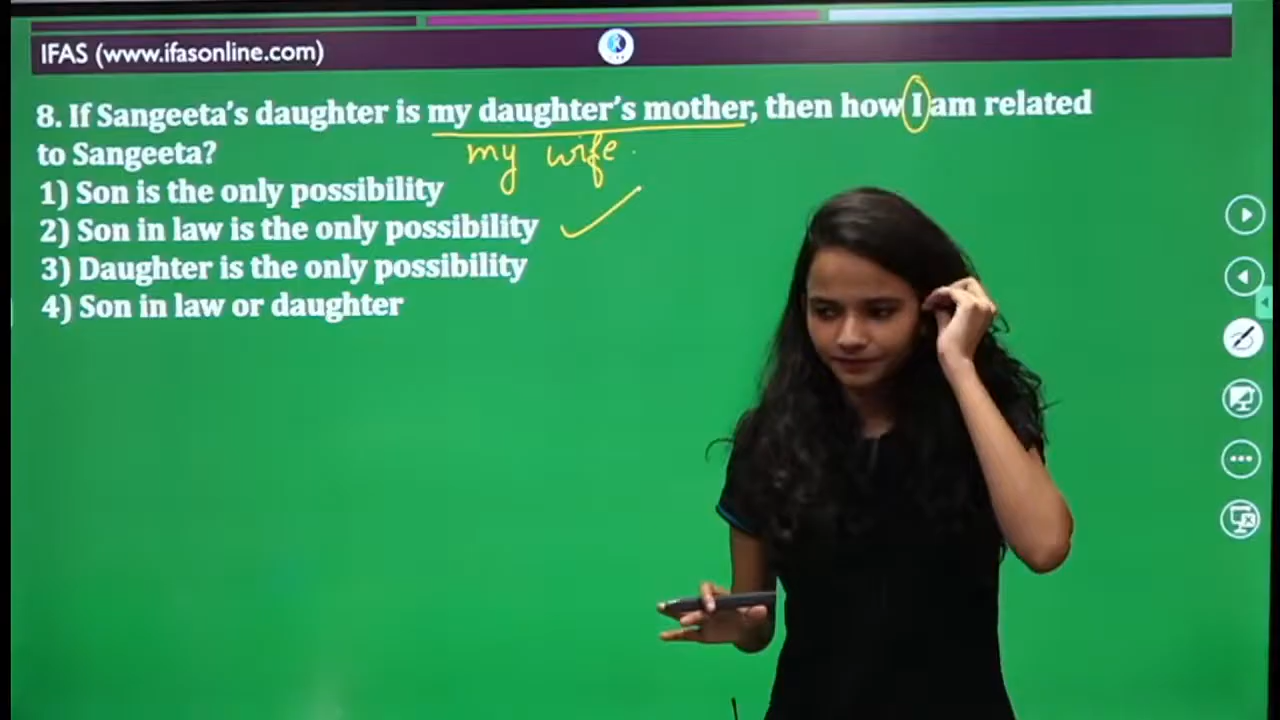 IFAS (www.ifasonline.com)
8. If Sangeeta's daughter is my daughter's mother, then how I am related
to Sangeeta?
my wife.
1) Son is the only possibility
2) Son in law is the only possibility
3) Daughter is the only possibility
4) Son in law or daughter